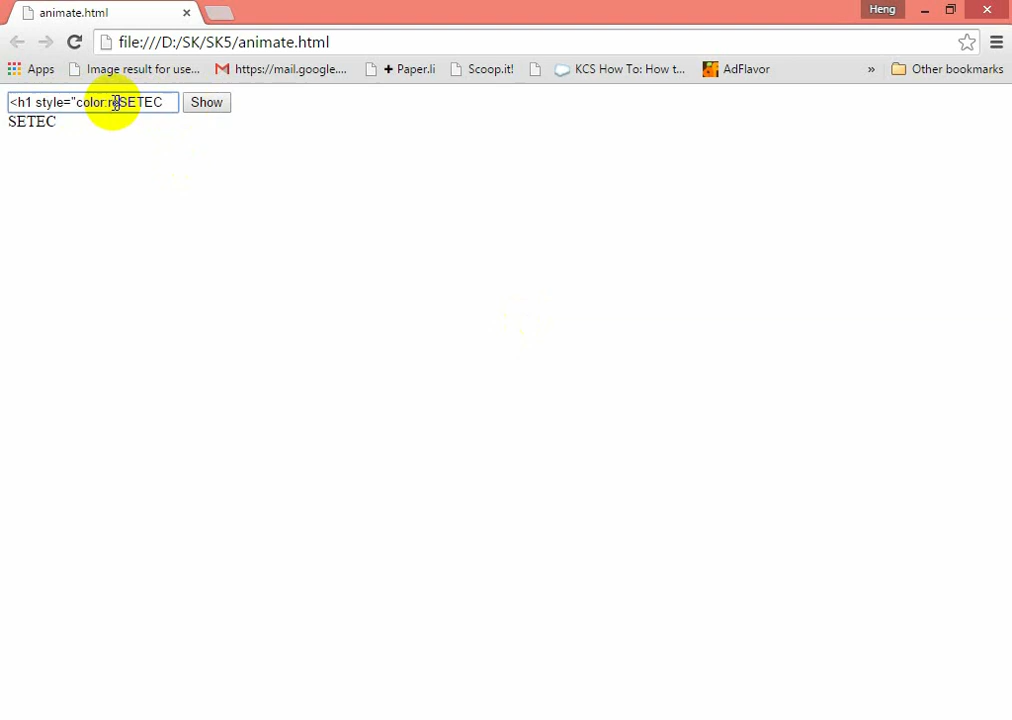 animate.html
Heng
file:///D:/SK/SK5/animate.html
Apps
Image result for use...
https://mail.google....
✚ Paper.li
Scoop.it!
KCS How To: How t...
AdFlavor
»
Other bookmarks
<h1 style="color:reSETEC
Show
SETEC